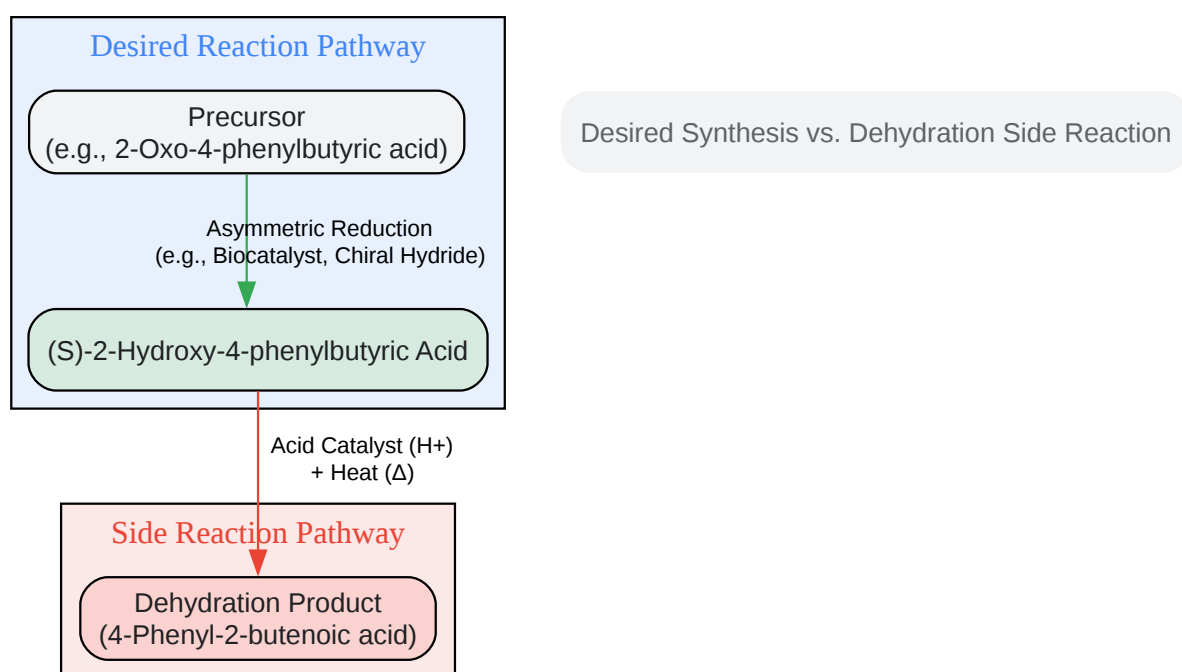 Desired Reaction Pathway
Precursor
(e.g., 2-Oxo-4-phenylbutyric acid)
Desired Synthesis vs. Dehydration Side Reaction
Asymmetric Reduction
(e.g., Biocatalyst, Chiral Hydride)
(S)-2-Hydroxy-4-phenylbutyric Acid
Acid Catalyst (H+)
+ Heat (Δ)
Side Reaction Pathway
Dehydration Product
(4-Phenyl-2-butenoic acid)